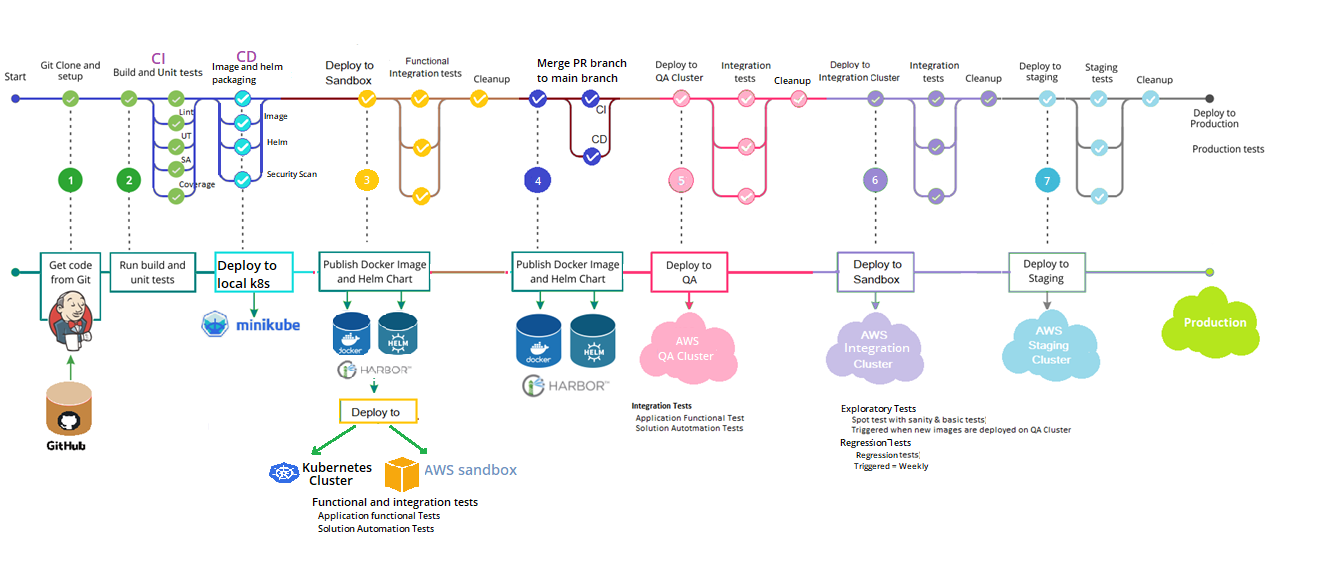 Start
Git Clone and
setup
CI
Build and Unit tests
Lint
UT
SA
Coverage
CD
Image and helm
packaging
Image
Helm
Security Scan
Deploy to
Sandbox
Functional
Integration tests
Cleanup
Merge PR branch
to main branch
CI
CD
Deploy to
QA Cluster
Integration
tests
Cleanup
Deploy to
Integration Cluster
Integration
tests
Cleanup
Deploy to
staging
Staging
tests
Cleanup
Deploy to
Production
Production tests
1
2
3
4
5
6
7
Get code
from Git
GitHub
Run build and
unit tests
Deploy to
local k8s
minikube
Publish Docker Image
and Helm Chart
docker
HELM
HARBOR™
Deploy to
Kubernetes
Cluster
AWS sandbox
Functional and integration tests
Application functional Tests
Solution Automation Tests
Publish Docker Image
and Helm Chart
docker
HELM
HARBOR™
Deploy to
QA
AWS
QA Cluster
Integration Tests
Application Functional Test
Solution Autotmation Tests
Deploy to
Sandbox
AWS
Integration
Cluster
Exploratory Tests
Spot test with sanity & basic tests
Triggered when new images are deployed on QA Cluster
Regression Tests
Regression tests
Triggered = Weekly
Deploy to
Staging
AWS
Staging
Cluster
Production